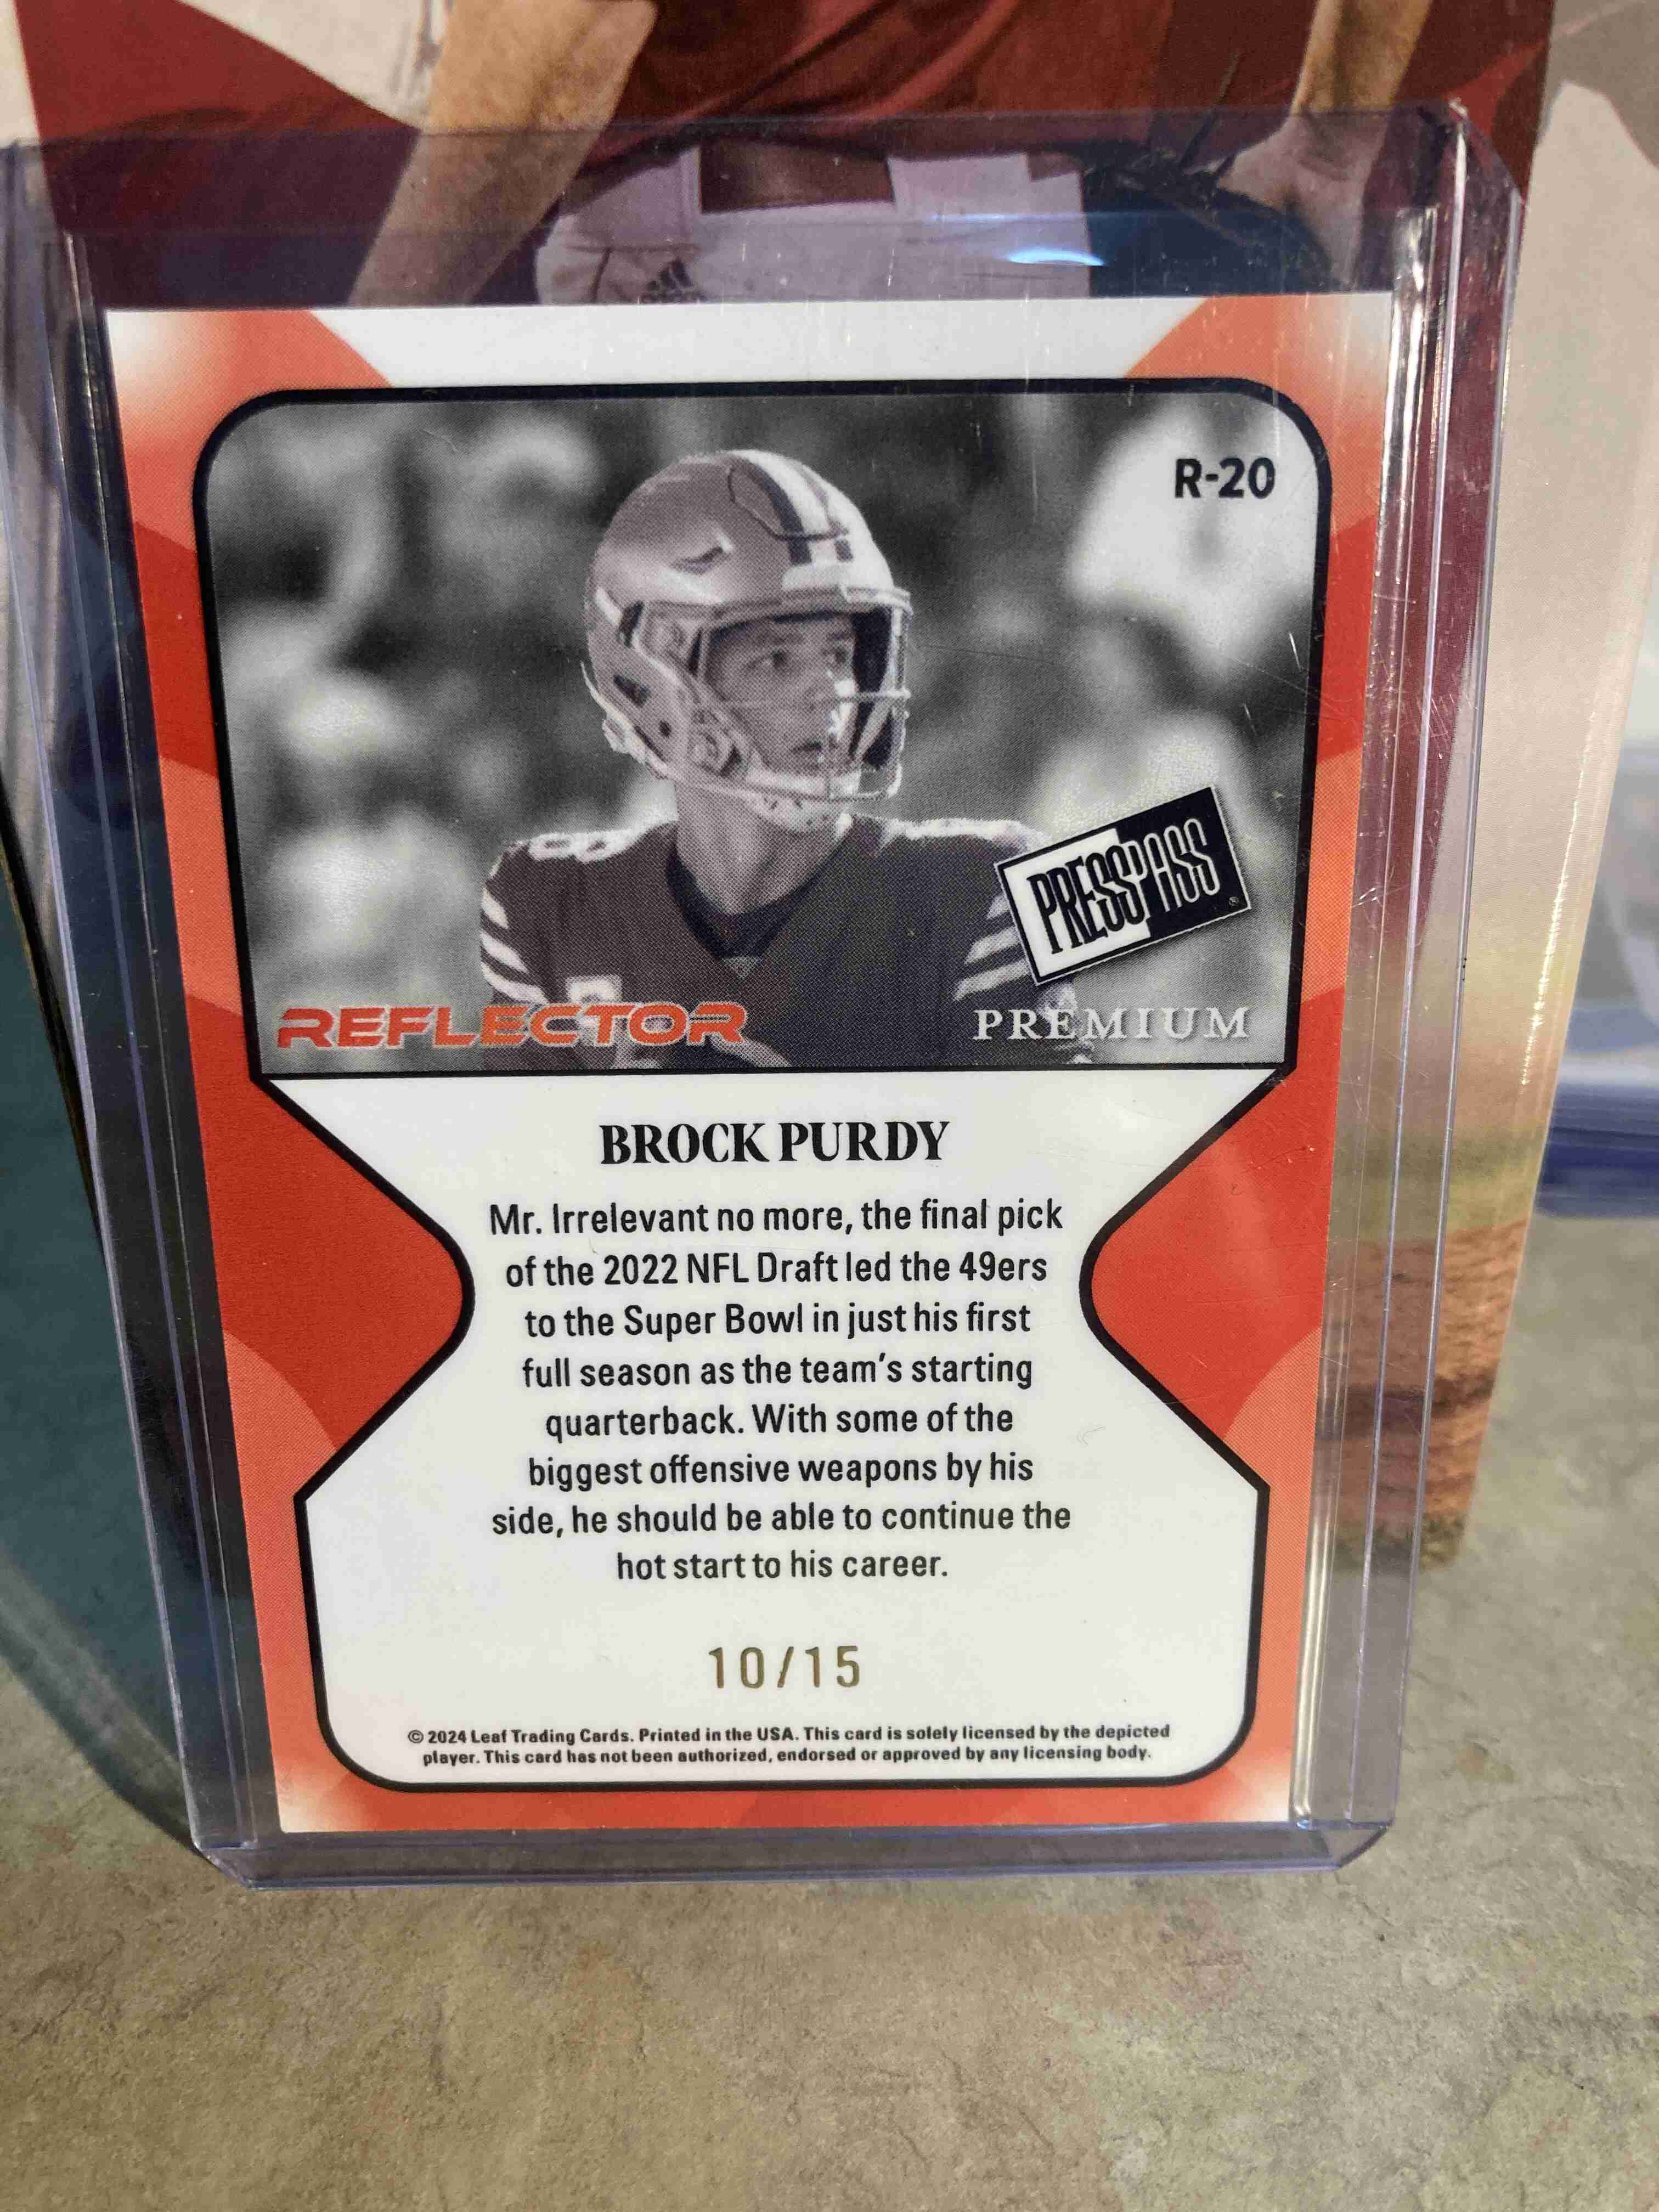 R-20
PRESSPASS
REFLECTOR
PREMIUM
BROCK PURDY
Mr. Irrelevant no more, the final pick
of the 2022 NFL Draft led the 49ers
to the Super Bowl in just his first
full season as the team's starting
quarterback. With some of the
biggest offensive weapons by his
side, he should be able to continue the
hot start to his career.
10/15
© 2024 Leaf Trading Cards. Printed in the USA. This card is solely licensed by the depicted
player. This card has not been authorized, endorsed or approved by any licensing body.